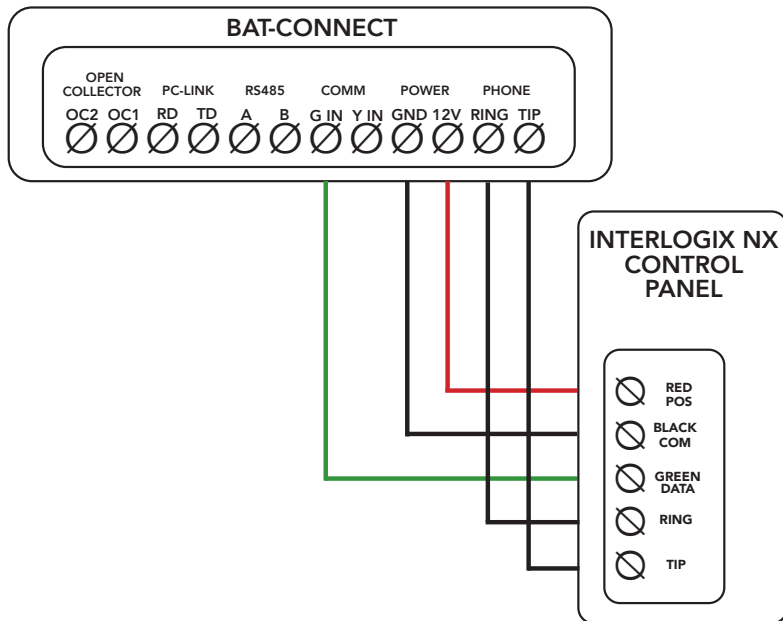 BAT-CONNECT
OPEN
COLLECTOR PC-LINK RS485 COMM POWER PHONE
OC2 OC1 RD TD A B G IN Y IN GND 12V RING TIP
INTERLOGIX NX
CONTROL
PANEL
RED
POS
BLACK
COM
GREEN
DATA
RING
TIP